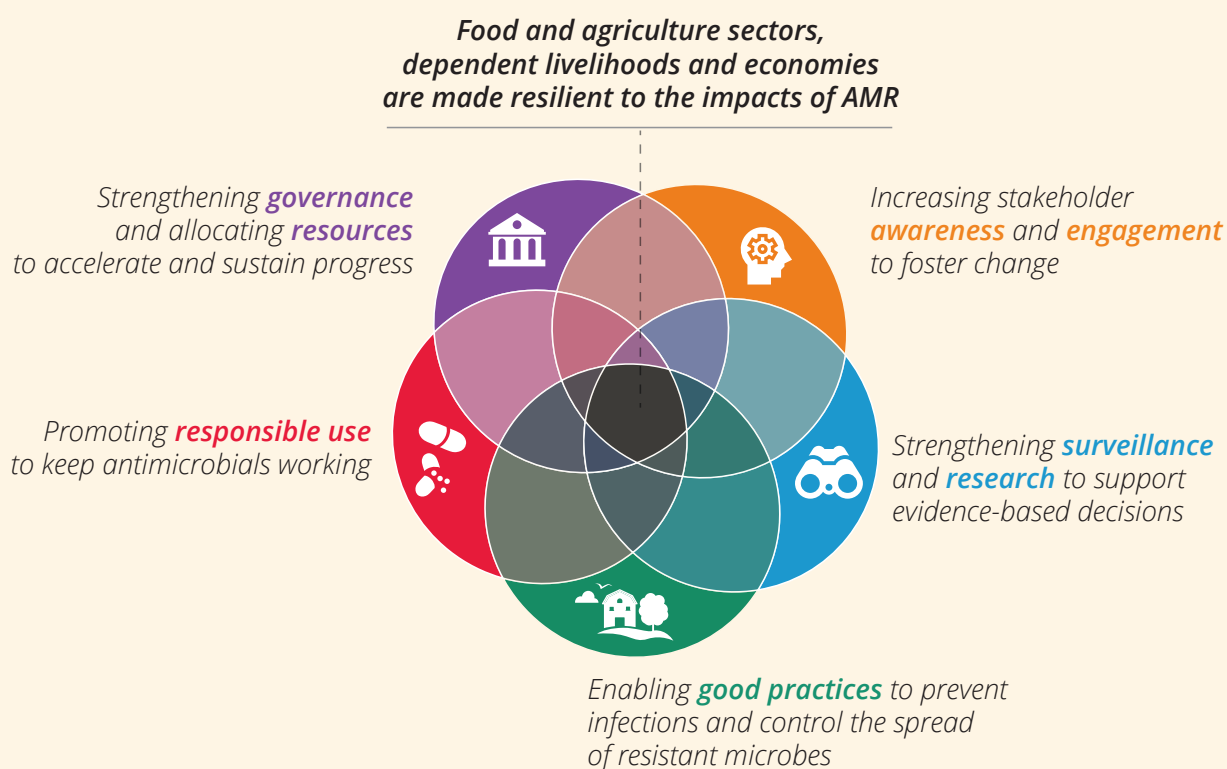 Food and agriculture sectors,
dependent livelihoods and economies
are made resilient to the impacts of AMR
Strengthening governance
and allocating resources
to accelerate and sustain progress
Increasing stakeholder
awareness and engagement
to foster change
Promoting responsible use
to keep antimicrobials working
Strengthening surveillance
and research to support
evidence-based decisions
Enabling good practices to prevent
infections and control the spread
of resistant microbes